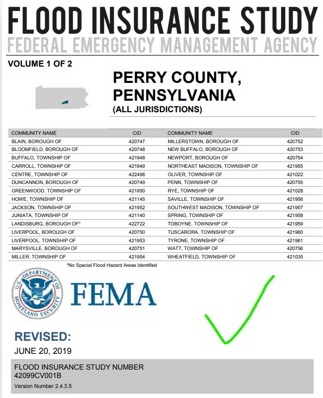 FLOOD INSURANCE STUDY
FEDERAL EMERGENCY MANAGEMENT AGENCY
VOLUME 1 OF 2
PERRY COUNTY,
PENNSYLVANIA
(ALL JURISDICTIONS)
COMMUNITY NAME CID COMMUNITY NAME CID
BLAIN, BOROUGH OF 420747 MILLERSTOWN, BOROUGH OF 420752
BLOOMFIELD, BOROUGH OF 420748 NEW BUFFALO, BOROUGH OF 420753
BUFFALO, TOWNSHIP OF 421948 NEWPORT, BOROUGH OF 420754
CARROLL, TOWNSHIP OF 421949 NORTHEAST MADISON, TOWNSHIP OF 421955
CENTRE, TOWNSHIP OF 422498 OLIVER, TOWNSHIP OF 421022
DUNCANNON, BOROUGH OF 420749 PENN, TOWNSHIP OF 420755
GREENWOOD, TOWNSHIP OF 421950 RYE, TOWNSHIP OF 421028
HOWE, TOWNSHIP OF 421145 SAVILLE, TOWNSHIP OF 421956
JACKSON, TOWNSHIP OF 421952 SOUTHWEST MADISON, TOWNSHIP OF 421957
JUNIATA, TOWNSHIP OF 421140 SPRING, TOWNSHIP OF 421958
LANDISBURG, BOROUGH OF* 422722 TOBOYNE, TOWNSHIP OF 421959
LIVERPOOL, BOROUGH OF 420750 TUSCARORA, TOWNSHIP OF 421960
LIVERPOOL, TOWNSHIP OF 421953 TYRONE, TOWNSHIP OF 421961
MARYSVILLE, BOROUGH OF 420751 WATT, TOWNSHIP OF 420756
MILLER, TOWNSHIP OF 421954 WHEATFIELD, TOWNSHIP OF 421035
*No Special Flood Hazard Areas Identified
U.S. DEPARTMENT OF HOMELAND SECURITY
FEMA
REVISED:
JUNE 20, 2019
FLOOD INSURANCE STUDY NUMBER
42099CV001B
Version Number 2.4.3.5